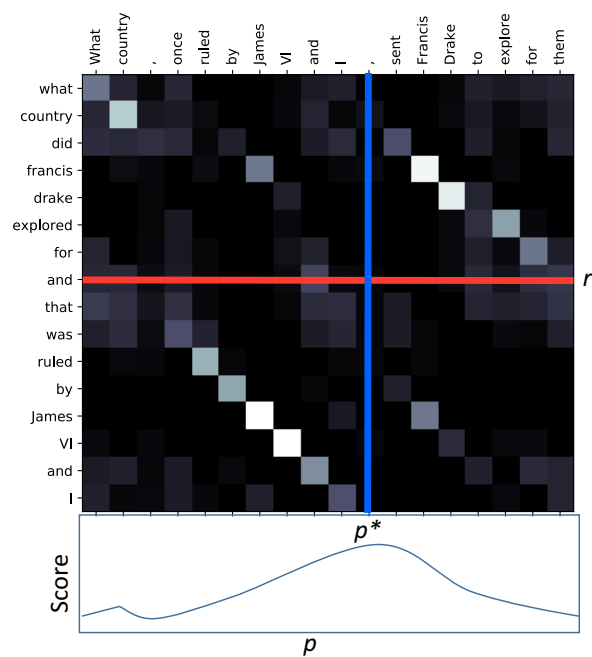 What country , once ruled by James VI and I , sent Francis Drake to explore for them
what
country
did
francis
drake
explored
for
and r
that
was
ruled
by
James
VI
and
I
p*
Score
p